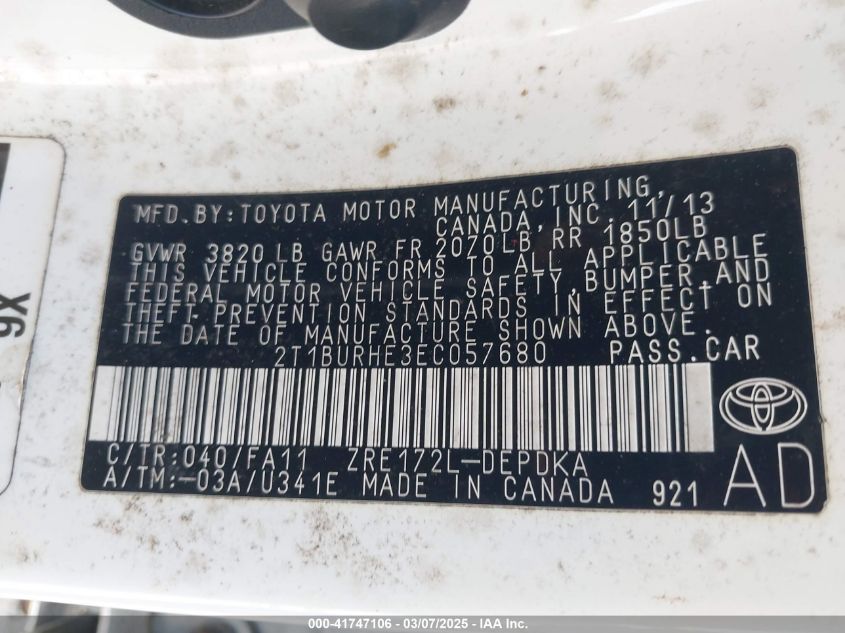 MFD.BY:TOYOTA MOTOR MANUFACTURING,
CANADA,INC. 11/13
GVWR 3820 LB GAWR FR 2070LB RR 1850LB
THIS VEHICLE CONFORMS TO ALL APPLICABLE
FEDERAL MOTOR VEHICLE SAFETY,BUMPER,AND
THEFT PREVENTION STANDARDS IN EFFECT ON
THE DATE OF MANUFACTURE SHOWN ABOVE.
2T1BURHE3EC057680 PASS.CAR
C/TR:040/FA11 ZRE172L-DEPDKA
A/TM:-03A/U341E MADE IN CANADA 921 AD
000-41747106 - 03/07/2025 - IAA Inc.